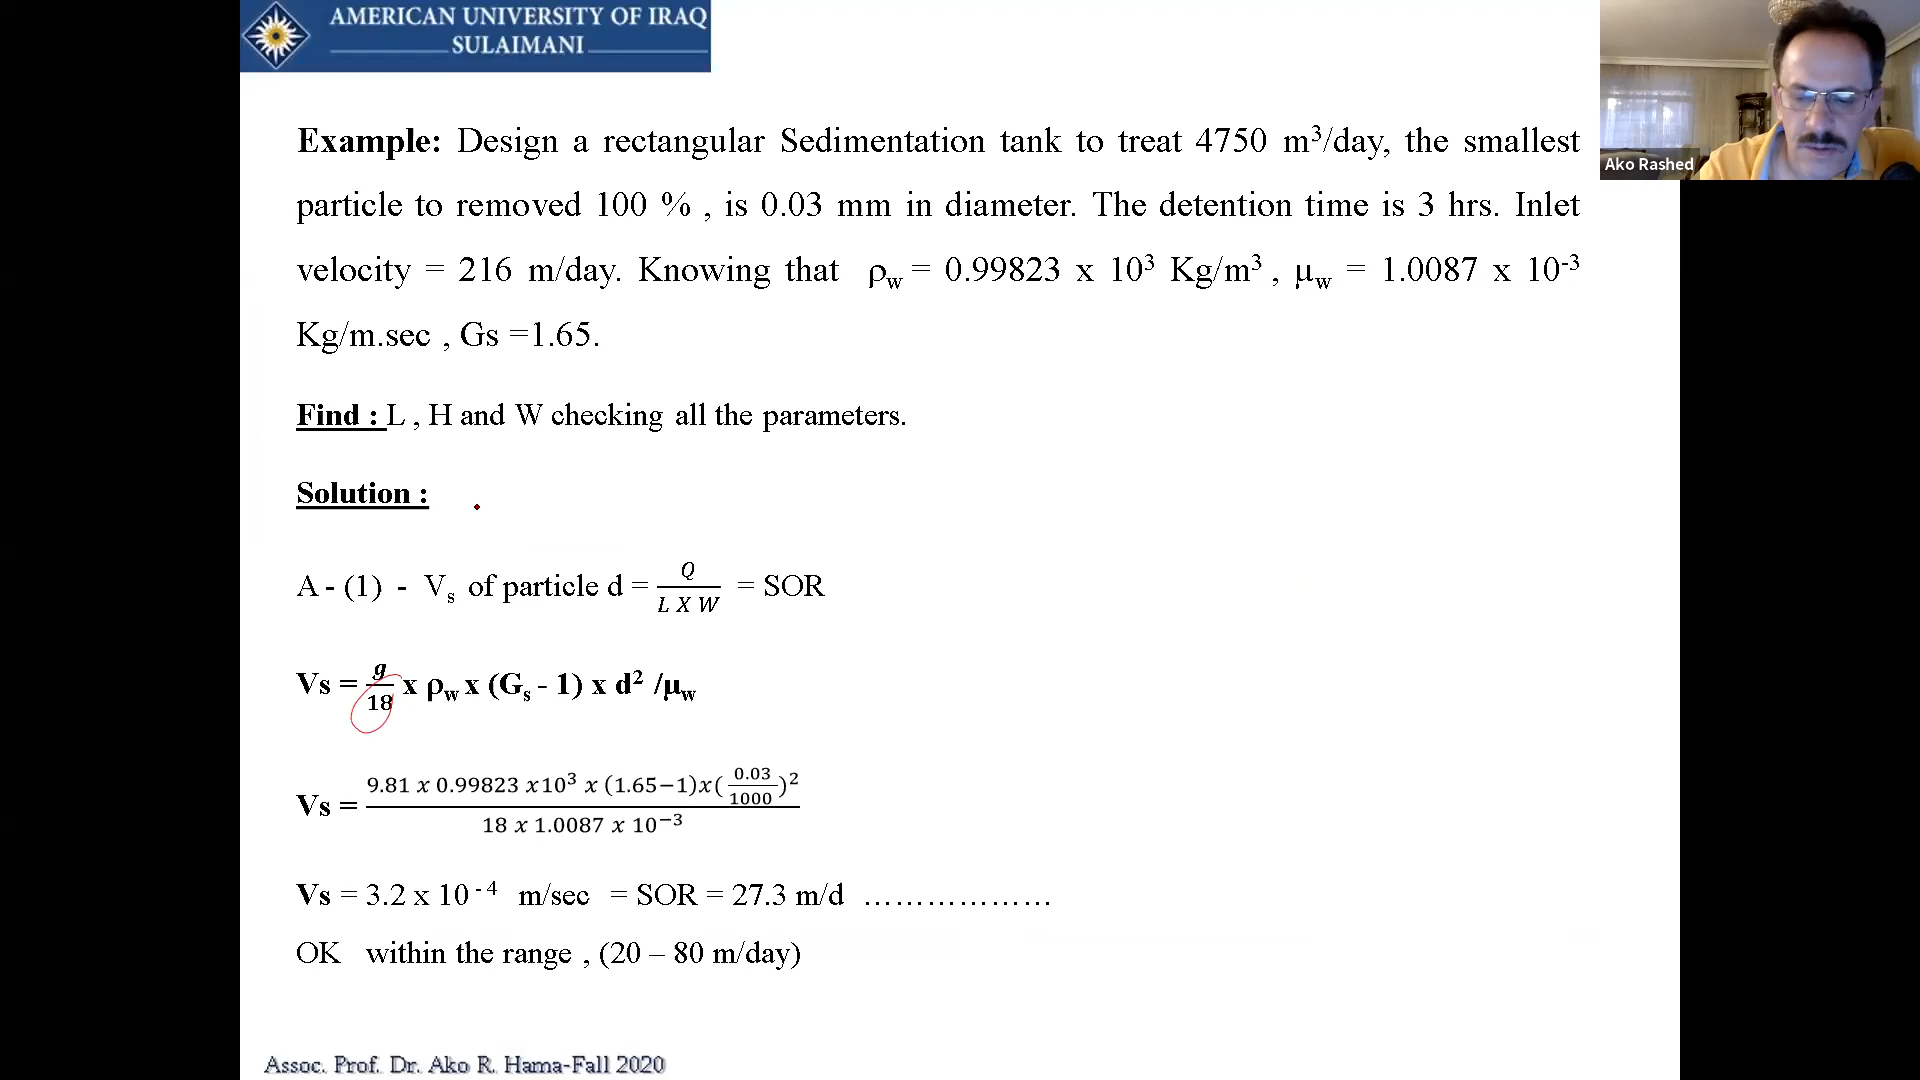 AMERICAN UNIVERSITY OF IRAQ
SULAIMANI
Ako Rashed
Example: Design a rectangular Sedimentation tank to treat 4750 m³/day, the smallest
particle to removed 100 % , is 0.03 mm in diameter. The detention time is 3 hrs. Inlet
velocity = 216 m/day. Knowing that ρw = 0.99823 x 10³ Kg/m³ , μw = 1.0087 x 10⁻³
Kg/m.sec , Gs =1.65.
Find : L , H and W checking all the parameters.
Solution :
A - (1) - Vs of particle d = Q / L X W = SOR
Vs = g/18 x ρw x (Gs - 1) x d² /μw
Vs = 9.81 x 0.99823 x10³ x (1.65−1)x(0.03/1000)² / 18 x 1.0087 x 10⁻³
Vs = 3.2 x 10 ⁻⁴ m/sec = SOR = 27.3 m/d ………………
OK within the range , (20 – 80 m/day)
Assoc. Prof. Dr. Ako R. Hama-Fall 2020